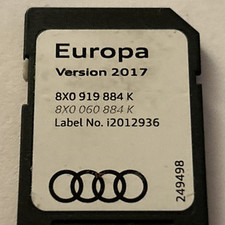 Europa
Version 2017
8X0 919 884 K
8X0 060 884 K
Label No. i2012936
249498